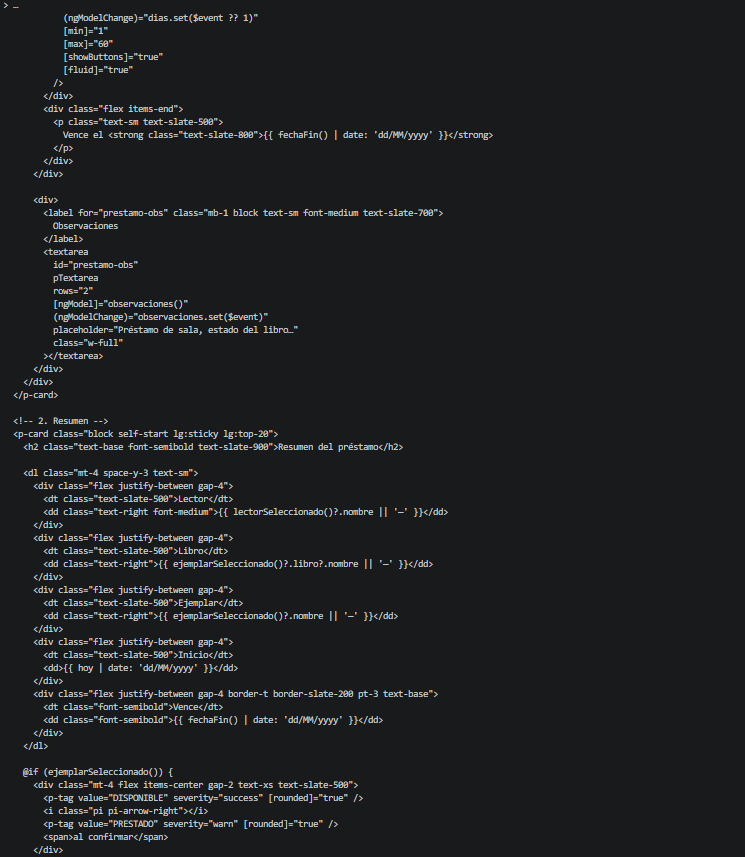 > …
(ngModelChange)="dias.set($event ?? 1)"
[min]="1"
[max]="60"
[showButtons]="true"
[fluid]="true"
/>
</div>
<div class="flex items-end">
<p class="text-sm text-slate-500">
Vence el <strong class="text-slate-800">{{ fechaFin() | date: 'dd/MM/yyyy' }}</strong>
</p>
</div>
</div>
<div>
<label for="prestamo-obs" class="mb-1 block text-sm font-medium text-slate-700">
Observaciones
</label>
<textarea
id="prestamo-obs"
pTextarea
rows="2"
[ngModel]="observaciones()"
(ngModelChange)="observaciones.set($event)"
placeholder="Préstamo de sala, estado del libro…"
class="w-full"
></textarea>
</div>
</div>
</p-card>
<!-- 2. Resumen -->
<p-card class="block self-start lg:sticky lg:top-20">
<h2 class="text-base font-semibold text-slate-900">Resumen del préstamo</h2>
<dl class="mt-4 space-y-3 text-sm">
<div class="flex justify-between gap-4">
<dt class="text-slate-500">Lector</dt>
<dd class="text-right font-medium">{{ lectorSeleccionado()?.nombre || '—' }}</dd>
</div>
<div class="flex justify-between gap-4">
<dt class="text-slate-500">Libro</dt>
<dd class="text-right">{{ ejemplarSeleccionado()?.libro?.nombre || '—' }}</dd>
</div>
<div class="flex justify-between gap-4">
<dt class="text-slate-500">Ejemplar</dt>
<dd class="text-right">{{ ejemplarSeleccionado()?.nombre || '—' }}</dd>
</div>
<div class="flex justify-between gap-4">
<dt class="text-slate-500">Inicio</dt>
<dd>{{ hoy | date: 'dd/MM/yyyy' }}</dd>
</div>
<div class="flex justify-between gap-4 border-t border-slate-200 pt-3 text-base">
<dt class="font-semibold">Vence</dt>
<dd class="font-semibold">{{ fechaFin() | date: 'dd/MM/yyyy' }}</dd>
</div>
</dl>
@if (ejemplarSeleccionado()) {
<div class="mt-4 flex items-center gap-2 text-xs text-slate-500">
<p-tag value="DISPONIBLE" severity="success" [rounded]="true" />
<i class="pi pi-arrow-right"></i>
<p-tag value="PRESTADO" severity="warn" [rounded]="true" />
<span>al confirmar</span>
</div>